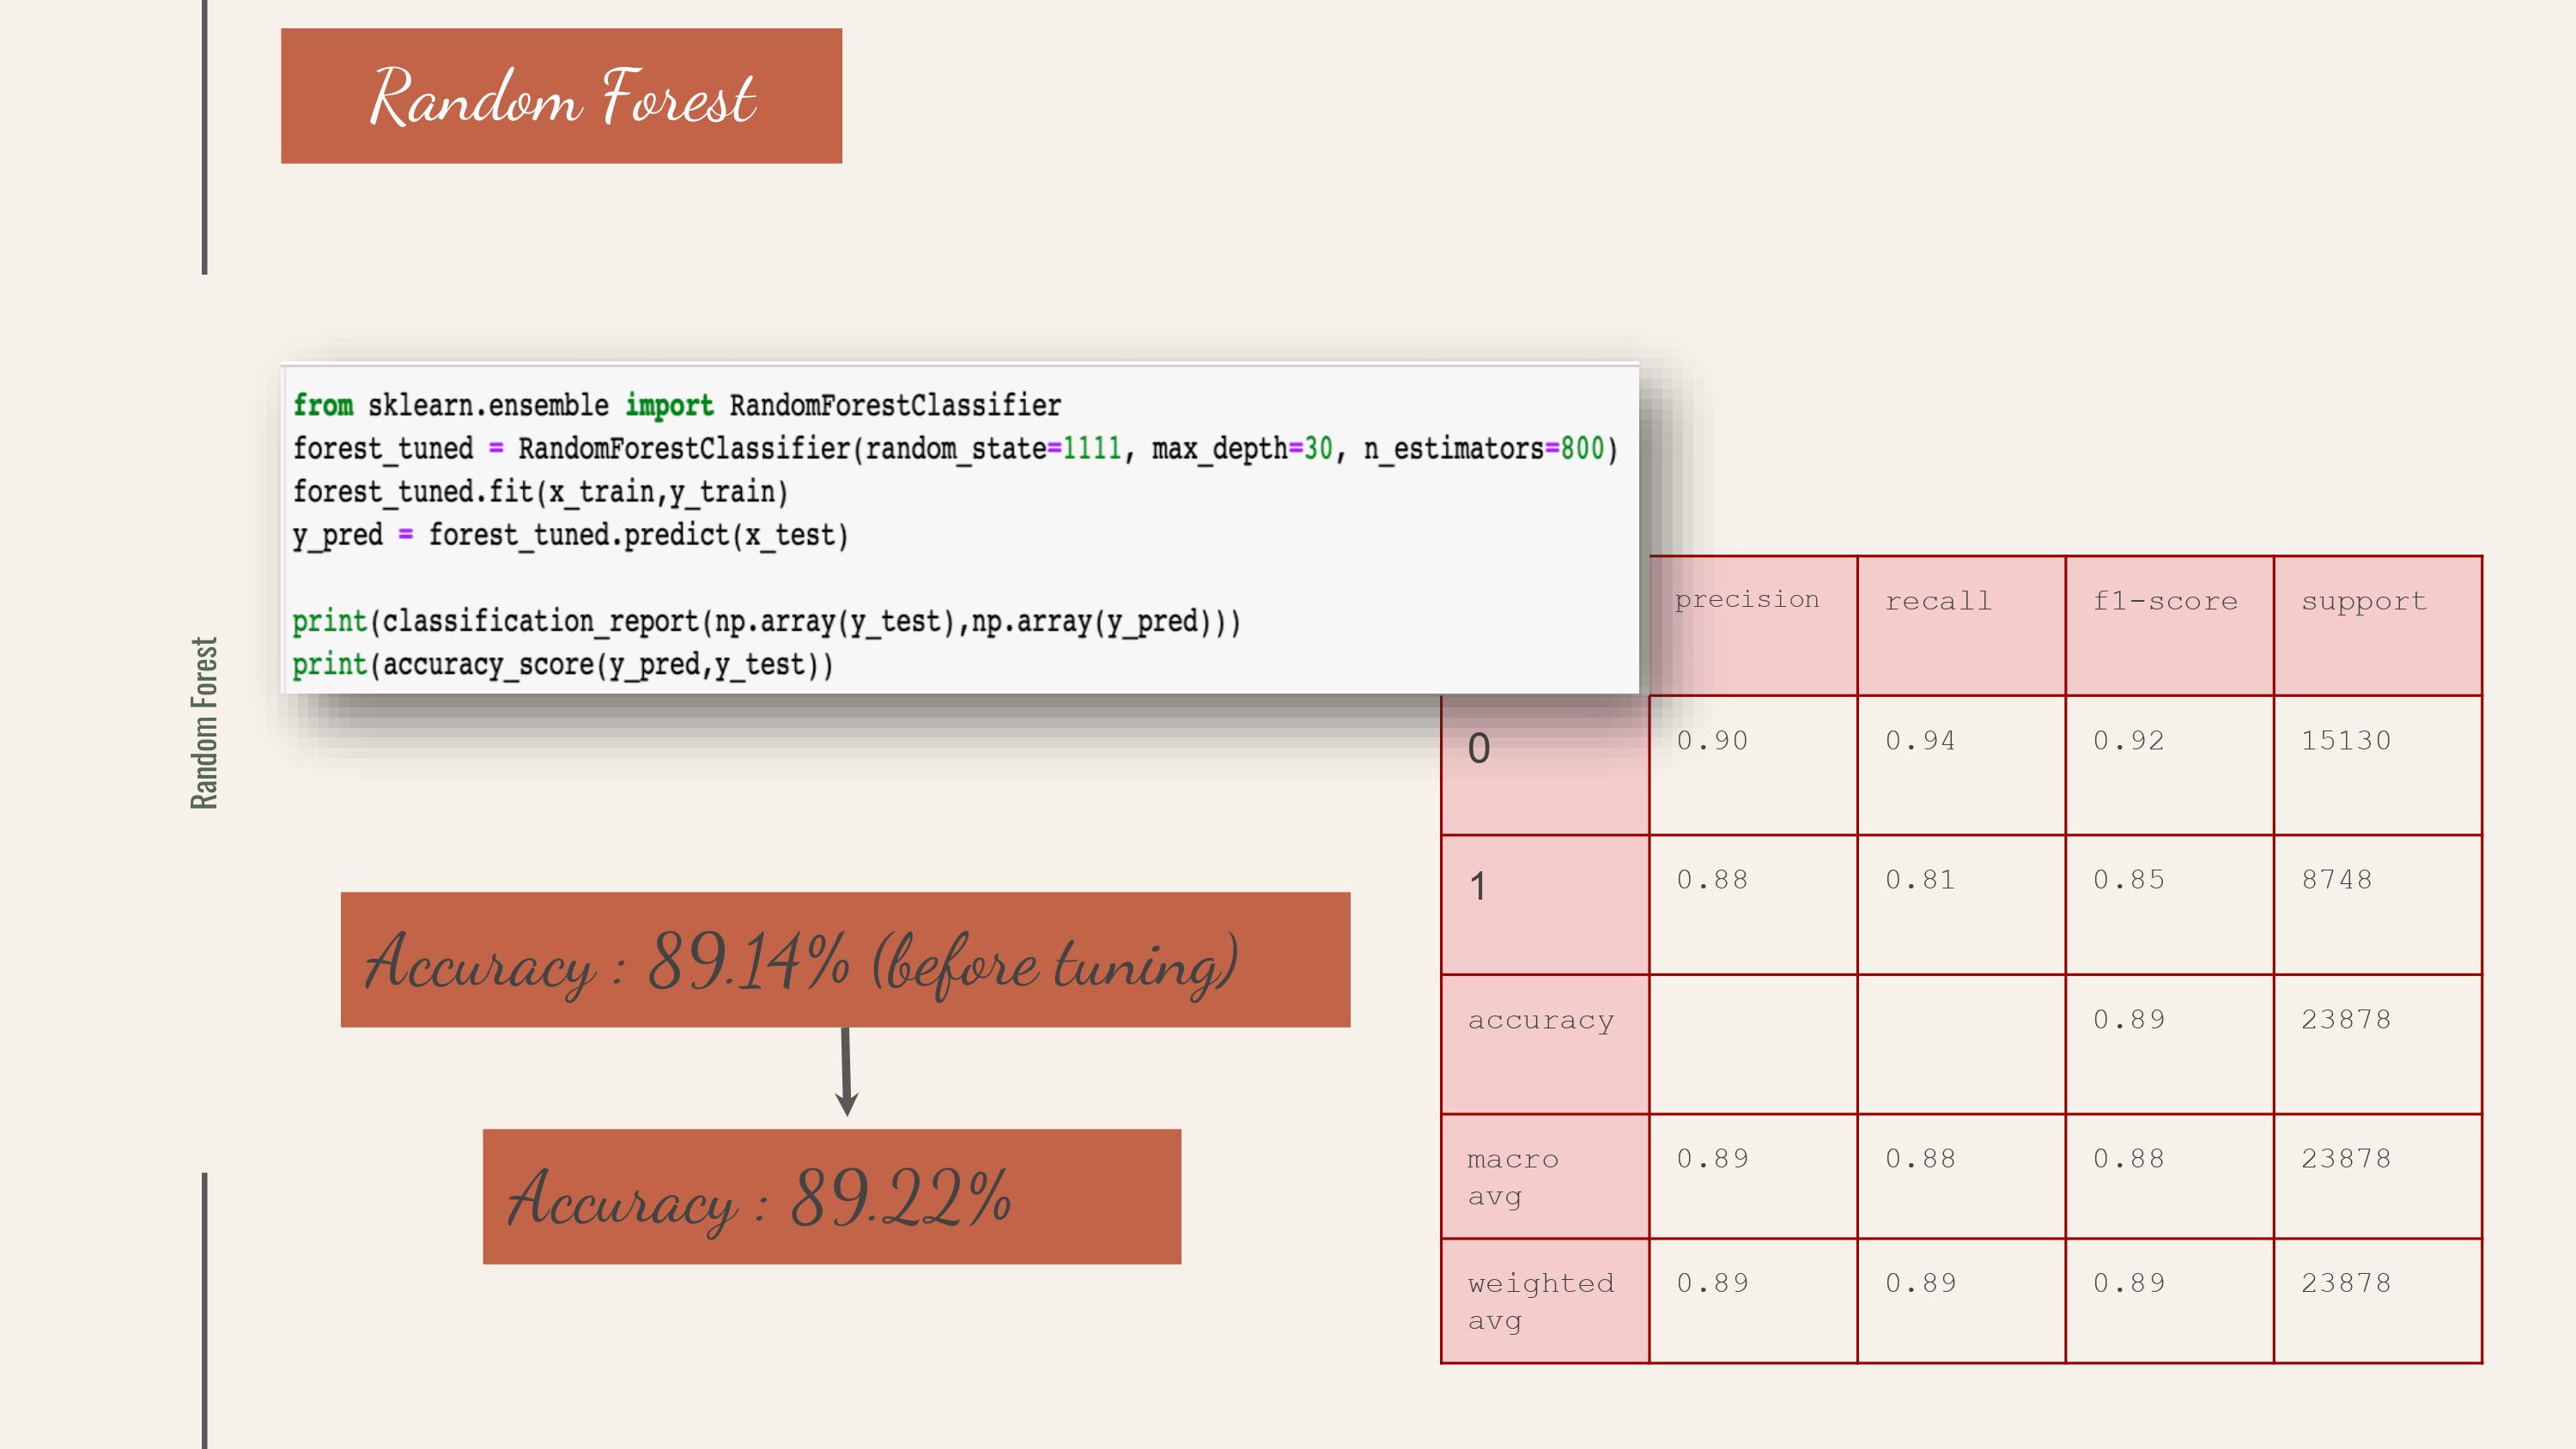 Random Forest
from sklearn.ensemble import RandomForestClassifier
forest_tuned = RandomForestClassifier(random_state=1111, max_depth=30, n_estimators=800)
forest_tuned.fit(x_train,y_train)
y_pred = forest_tuned.predict(x_test)
print(classification_report(np.array(y_test),np.array(y_pred)))
print(accuracy_score(y_pred,y_test))
Random Forest
Accuracy : 89.14% (before tuning)
Accuracy : 89.22%
precision recall f1-score support
0 0.90 0.94 0.92 15130
1 0.88 0.81 0.85 8748
accuracy 0.89 23878
macro 0.89 0.88 0.88 23878
avg
weighted 0.89 0.89 0.89 23878
avg